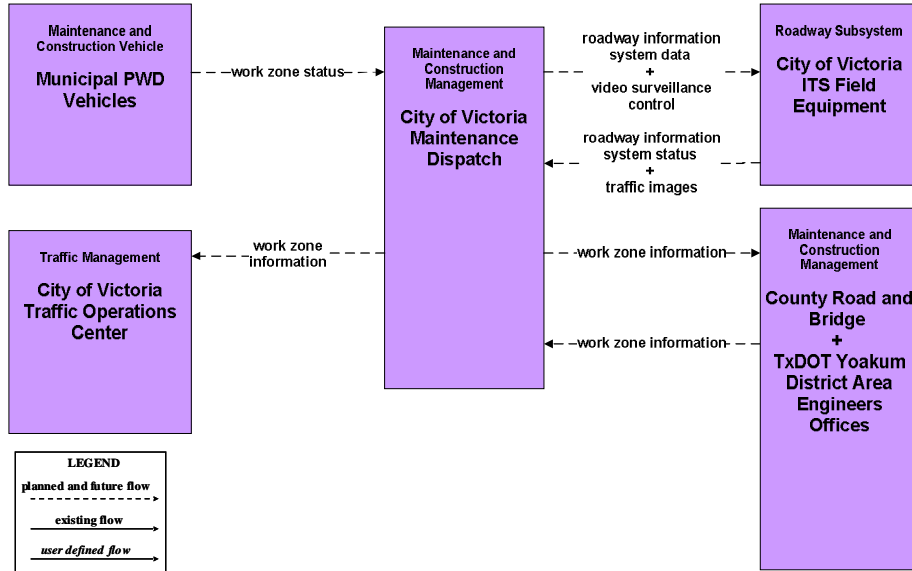 Maintenance and
Construction Vehicle
Municipal PWD
Vehicles
work zone status
Maintenance and
Construction
Management
City of Victoria
Maintenance
Dispatch
roadway information
system data
+
video surveillance
control
Roadway Subsystem
City of Victoria
ITS Field
Equipment
roadway information
system status
+
traffic images
Traffic Management
City of Victoria
Traffic Operations
Center
work zone
information
work zone information
work zone information
Maintenance and
Construction
Management
County Road and
Bridge
+
TxDOT Yoakum
District Area
Engineers
Offices
LEGEND
planned and future flow
existing flow
user defined flow